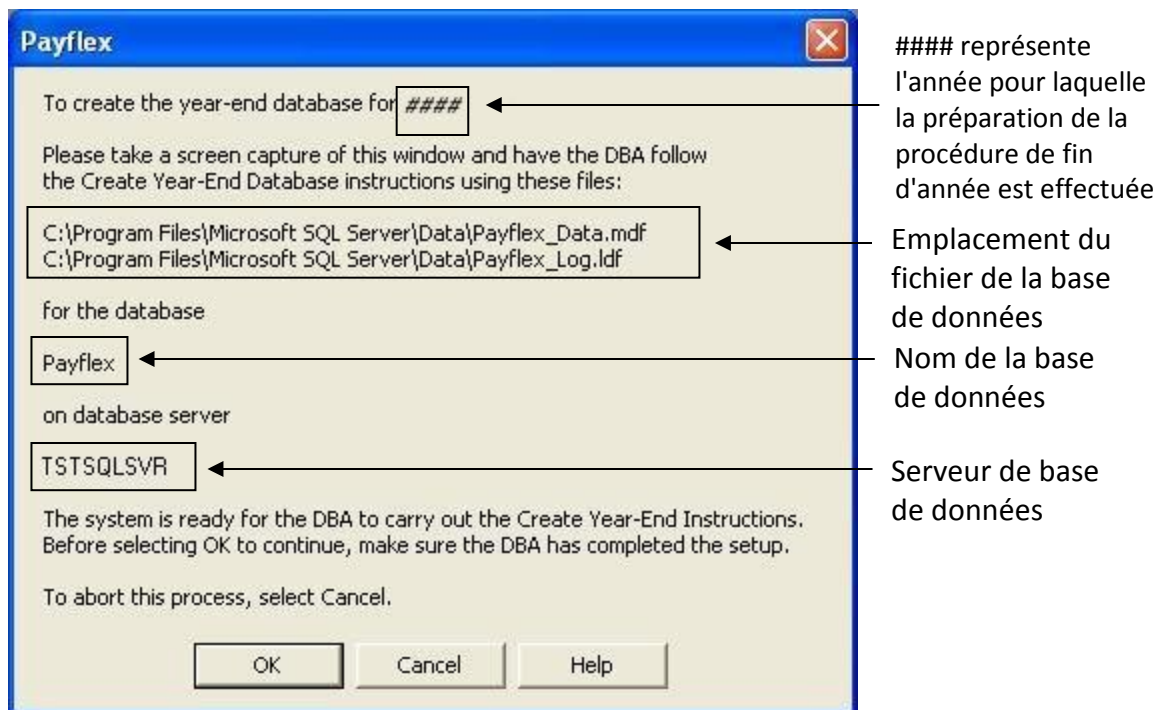 Payflex
To create the year-end database for ####
Please take a screen capture of this window and have the DBA follow
the Create Year-End Database instructions using these files:
C:\Program Files\Microsoft SQL Server\Data\Payflex_Data.mdf
C:\Program Files\Microsoft SQL Server\Data\Payflex_Log.ldf
for the database
Payflex
on database server
TSTSQLSVR
The system is ready for the DBA to carry out the Create Year-End Instructions.
Before selecting OK to continue, make sure the DBA has completed the setup.
To abort this process, select Cancel.
OK Cancel Help
#### représente
l'année pour laquelle
la préparation de la
procédure de fin
d'année est effectuée
Emplacement du
fichier de la base
de données
Nom de la base
de données
Serveur de base
de données